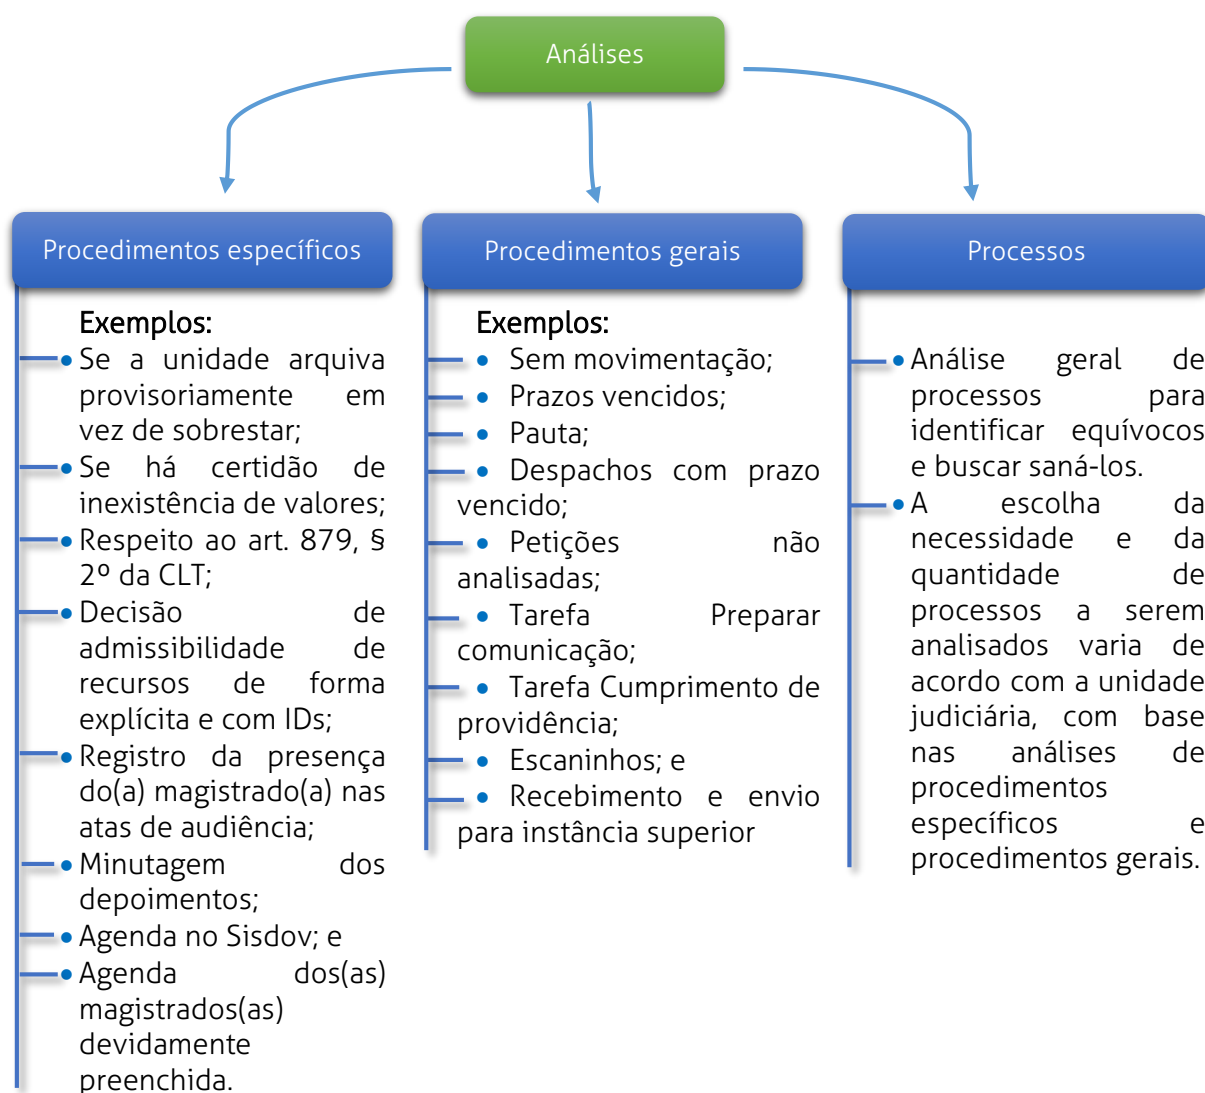 Análises
Procedimentos específicos
Exemplos:
• Se a unidade arquiva
provisoriamente em
vez de sobrestar;
• Se há certidão de
inexistência de valores;
• Respeito ao art. 879, §
2º da CLT;
• Decisão de
admissibilidade de
recursos de forma
explícita e com IDs;
• Registro da presença
do(a) magistrado(a) nas
atas de audiência;
• Minutagem dos
depoimentos;
• Agenda no Sisdov; e
• Agenda dos(as)
magistrados(as)
devidamente
preenchida.
Procedimentos gerais
Exemplos:
• Sem movimentação;
• Prazos vencidos;
• Pauta;
• Despachos com prazo
vencido;
• Petições não
analisadas;
• Tarefa Preparar
comunicação;
• Tarefa Cumprimento de
providência;
• Escaninhos; e
• Recebimento e envio
para instância superior
Processos
• Análise geral de
processos para
identificar equívocos
e buscar saná-los.
• A escolha da
necessidade e da
quantidade de
processos a serem
analisados varia de
acordo com a unidade
judiciária, com base
nas análises de
procedimentos
específicos e
procedimentos gerais.